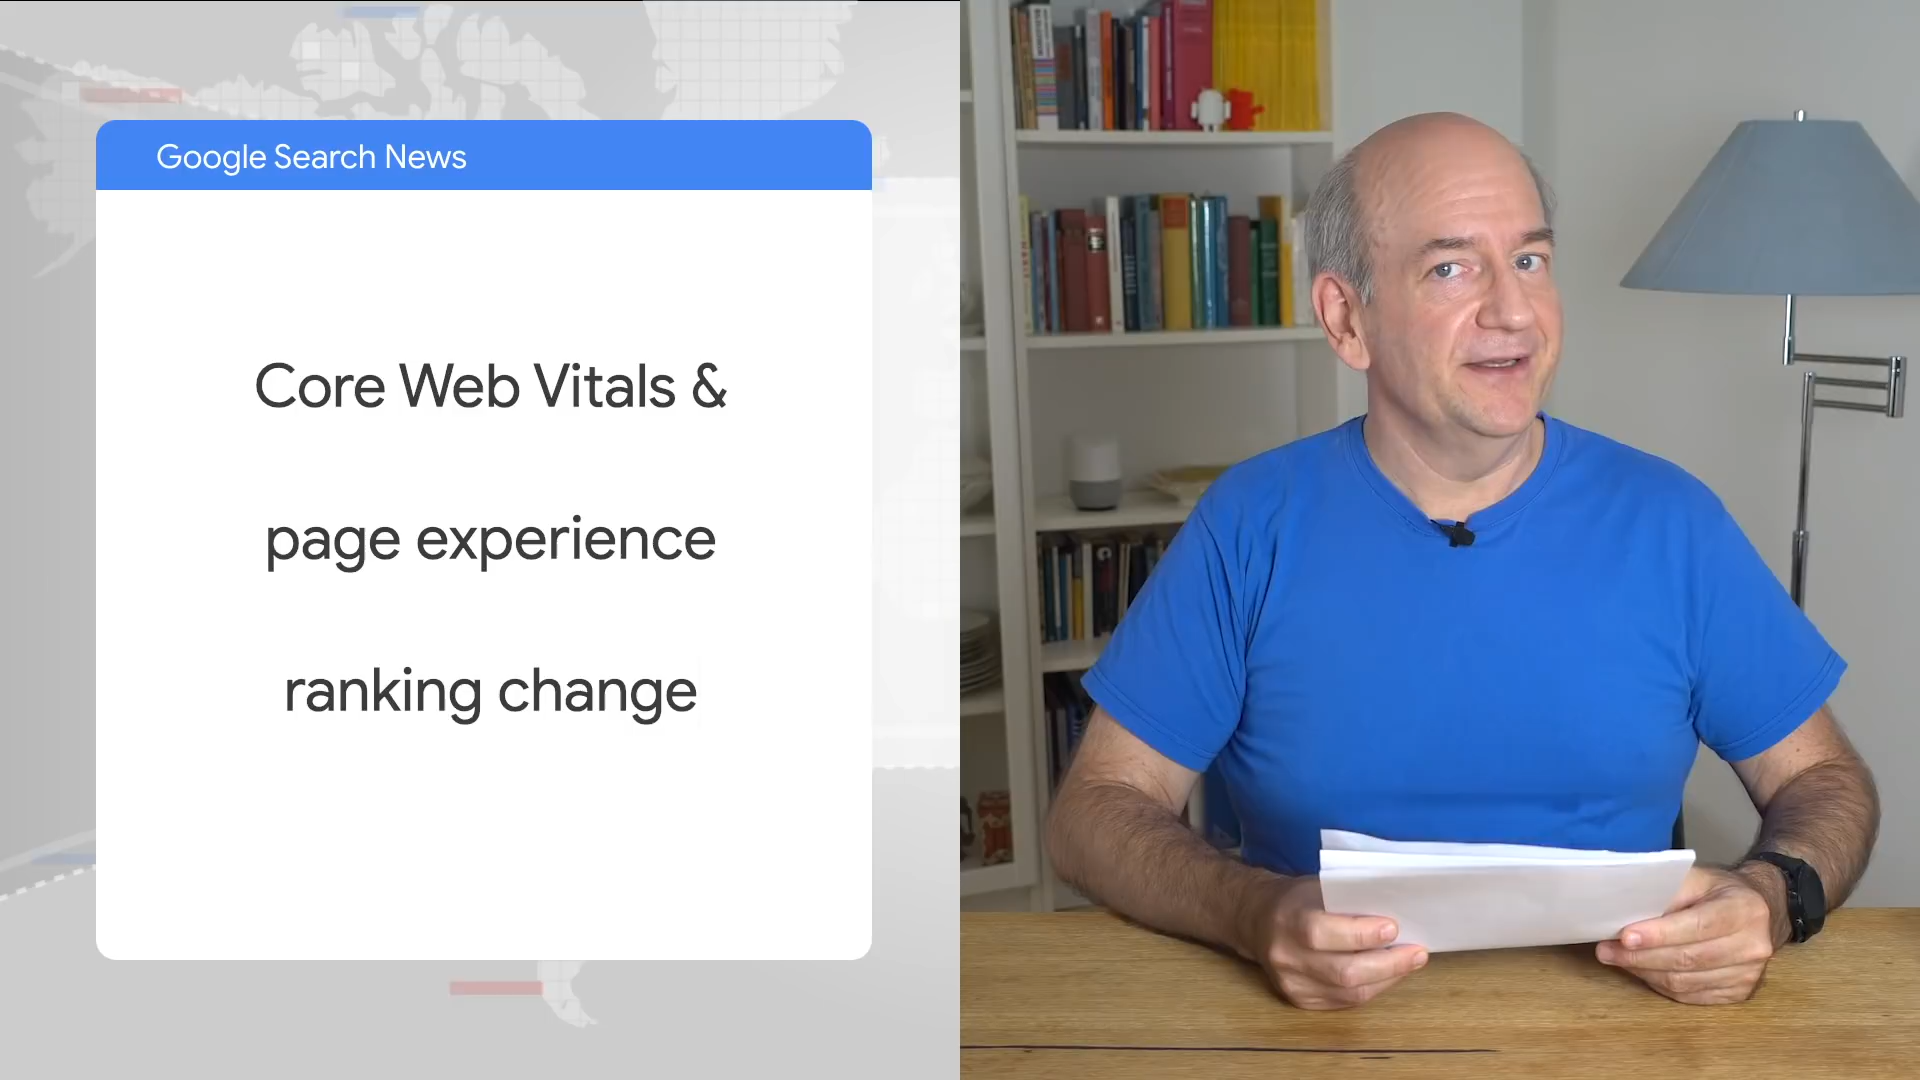 Google Search News
Core Web Vitals &
page experience
ranking change